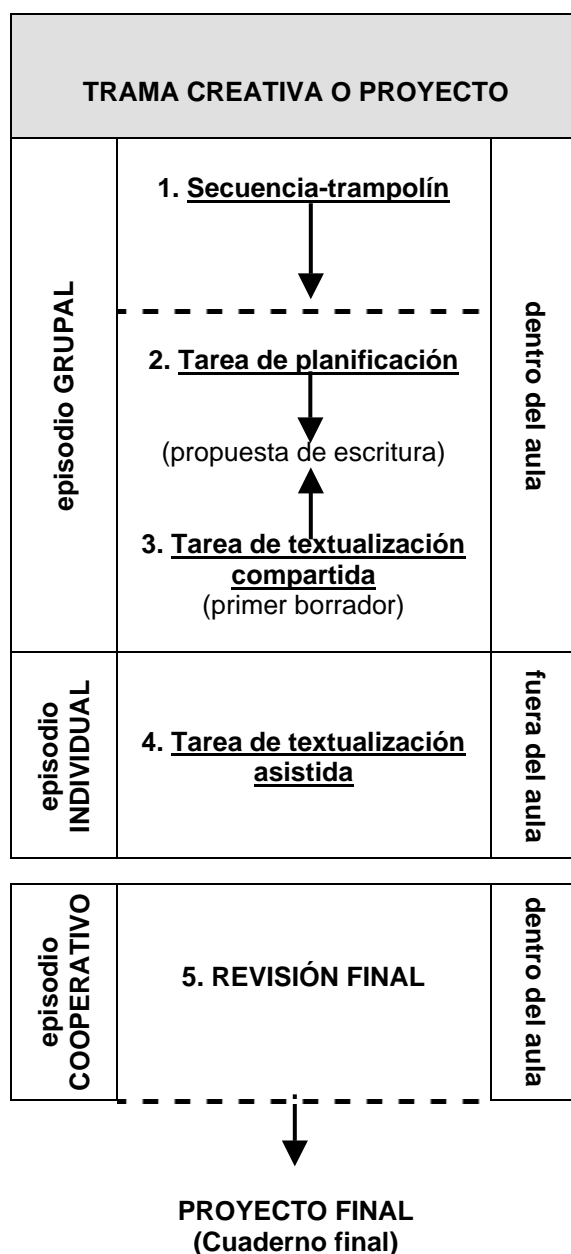 TRAMA CREATIVA O PROYECTO
episodio GRUPAL
1. Secuencia-trampolín
2. Tarea de planificación
(propuesta de escritura)
3. Tarea de textualización
compartida
(primer borrador)
dentro del aula
episodio
INDIVIDUAL
4. Tarea de textualización
asistida
fuera del aula
episodio
COOPERATIVO
5. REVISIÓN FINAL
dentro del aula
PROYECTO FINAL
(Cuaderno final)